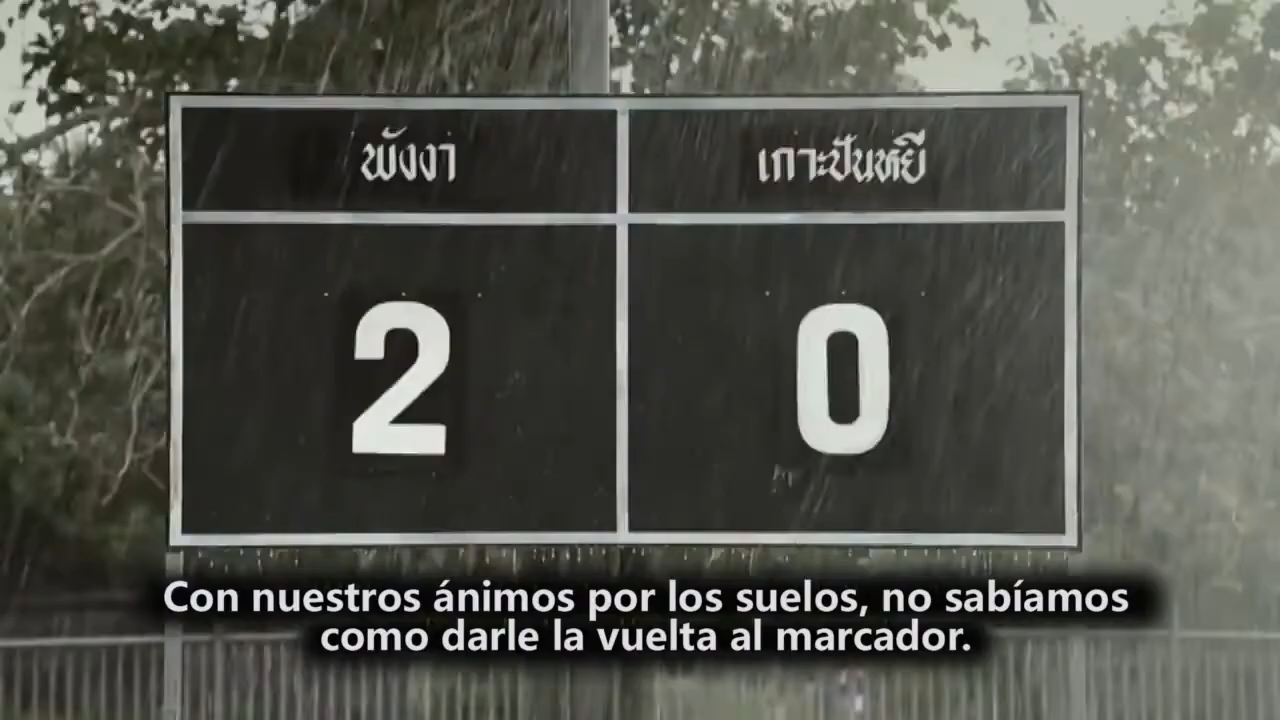 พังงา
เกาะปันหยี
2
0
Con nuestros ánimos por los suelos, no sabíamos
como darle la vuelta al marcador.